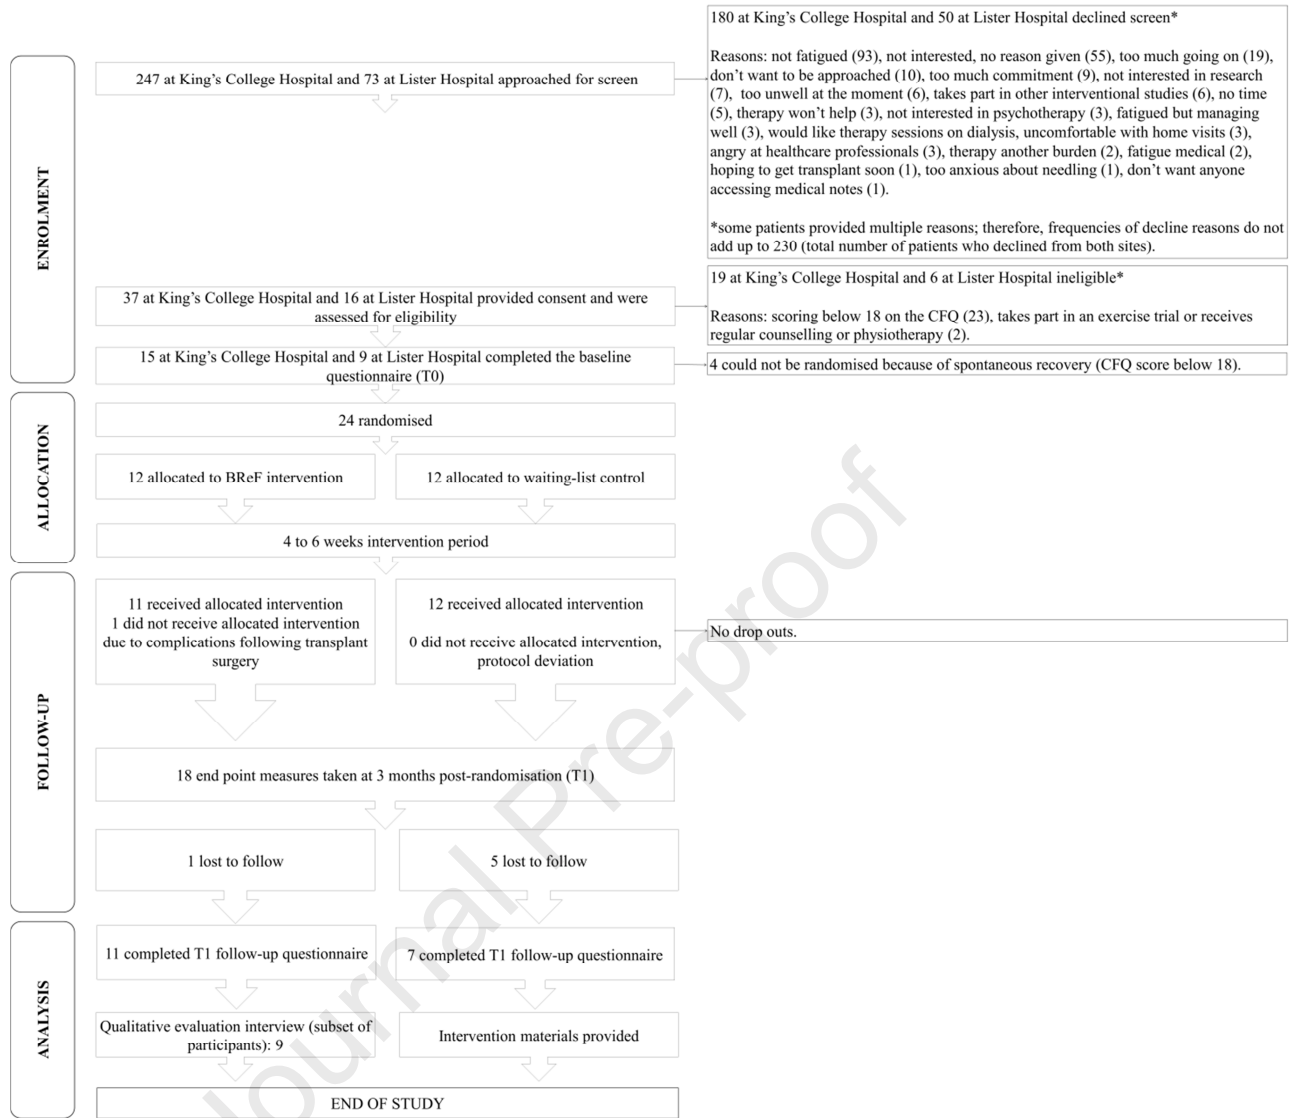 ENROLMENT
247 at King's College Hospital and 73 at Lister Hospital approached for screen
180 at King's College Hospital and 50 at Lister Hospital declined screen*
Reasons: not fatigued (93), not interested, no reason given (55), too much going on (19),
don't want to be approached (10), too much commitment (9), not interested in research
(7),  too unwell at the moment (6), takes part in other interventional studies (6), no time
(5), therapy won't help (3), not interested in psychotherapy (3), fatigued but managing
well (3), would like therapy sessions on dialysis, uncomfortable with home visits (3),
angry at healthcare professionals (3), therapy another burden (2), fatigue medical (2),
hoping to get transplant soon (1), too anxious about needling (1), don't want anyone
accessing medical notes (1).
*some patients provided multiple reasons; therefore, frequencies of decline reasons do not
add up to 230 (total number of patients who declined from both sites).
37 at King's College Hospital and 16 at Lister Hospital provided consent and were
assessed for eligibility
19 at King's College Hospital and 6 at Lister Hospital ineligible*
Reasons: scoring below 18 on the CFQ (23), takes part in an exercise trial or receives
regular counselling or physiotherapy (2).
15 at King's College Hospital and 9 at Lister Hospital completed the baseline
questionnaire (T0)
4 could not be randomised because of spontaneous recovery (CFQ score below 18).
ALLOCATION
24 randomised
12 allocated to BReF intervention
12 allocated to waiting-list control
4 to 6 weeks intervention period
FOLLOW-UP
11 received allocated intervention
1 did not receive allocated intervention
due to complications following transplant
surgery
12 received allocated intervention
0 did not receive allocated intervention,
protocol deviation
No drop outs.
18 end point measures taken at 3 months post-randomisation (T1)
1 lost to follow
5 lost to follow
ANALYSIS
11 completed T1 follow-up questionnaire
7 completed T1 follow-up questionnaire
Qualitative evaluation interview (subset of
participants): 9
Intervention materials provided
END OF STUDY
Journal Pre-proof